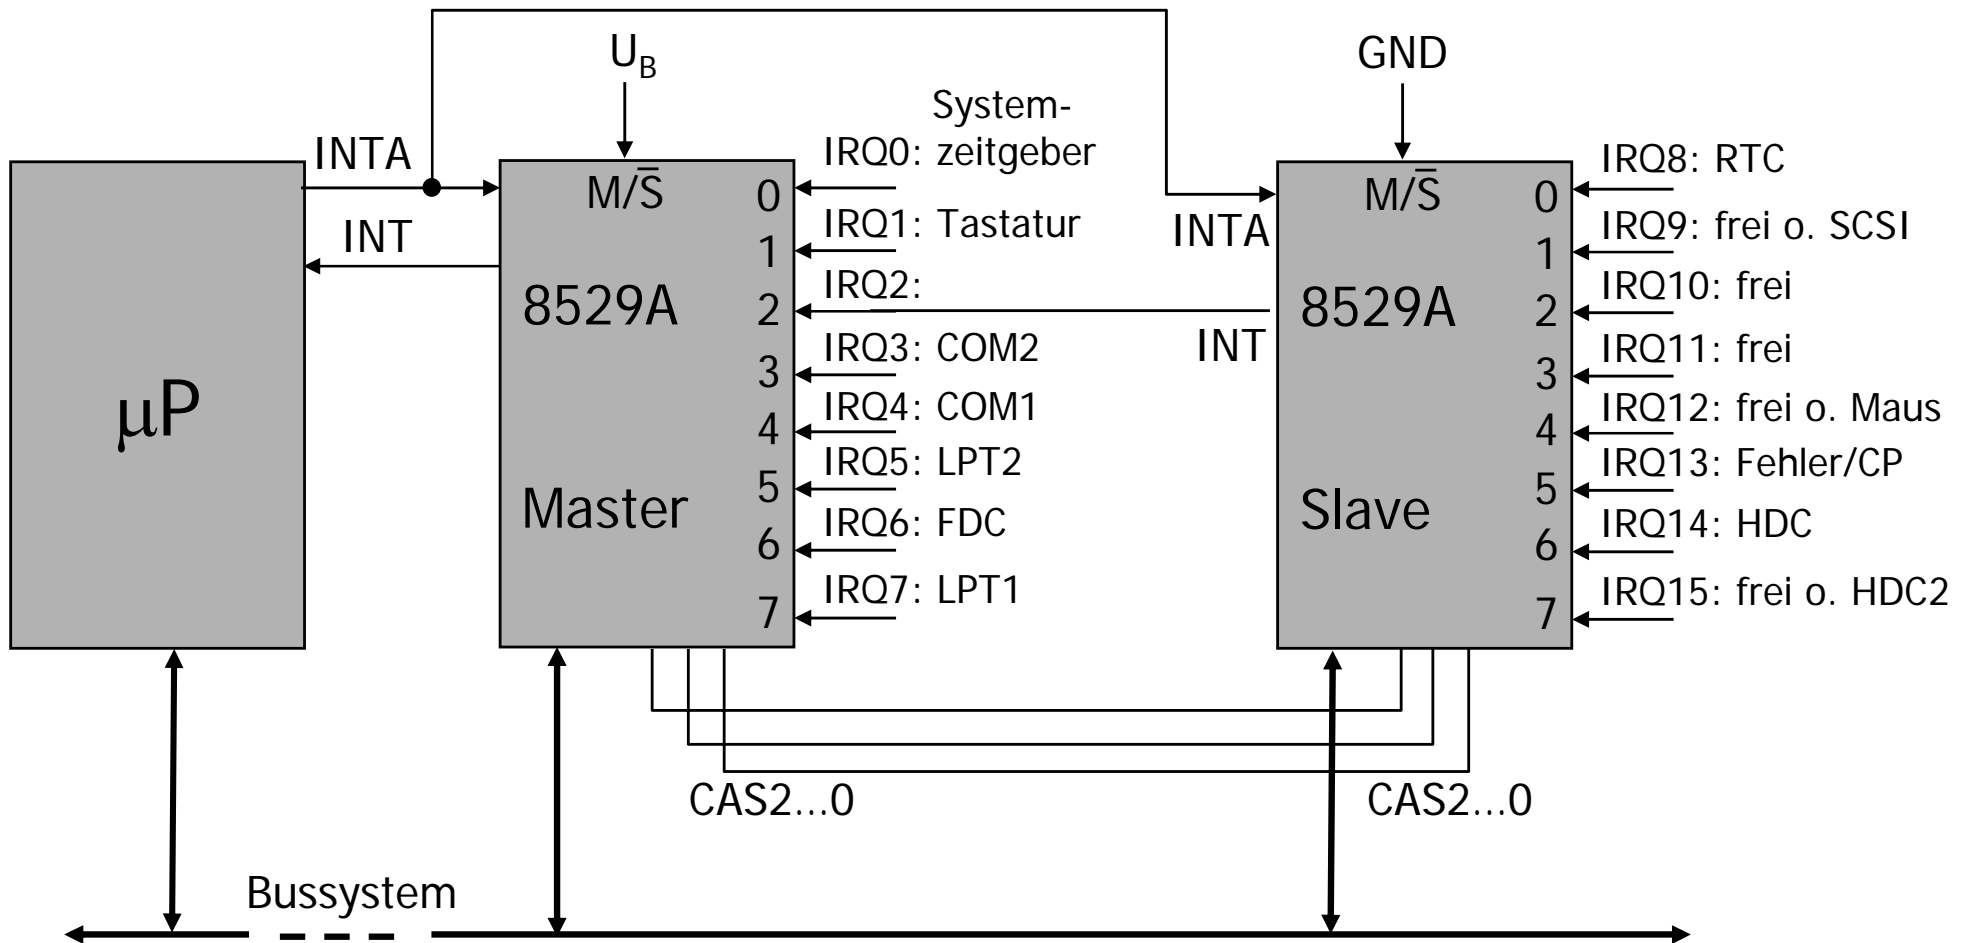 U_B
GND
System-
INTA
IRQ0: zeitgeber
IRQ8: RTC
M/S̅
0
M/S̅
0
IRQ1: Tastatur
INTA
IRQ9: frei o. SCSI
INT
1
1
IRQ2:
IRQ10: frei
8529A
2
8529A
2
IRQ3: COM2
INT
IRQ11: frei
3
3
μP
IRQ4: COM1
IRQ12: frei o. Maus
4
4
IRQ5: LPT2
IRQ13: Fehler/CP
Master
5
Slave
5
IRQ6: FDC
IRQ14: HDC
6
6
IRQ7: LPT1
IRQ15: frei o. HDC2
7
7
CAS2...0
CAS2...0
Bussystem